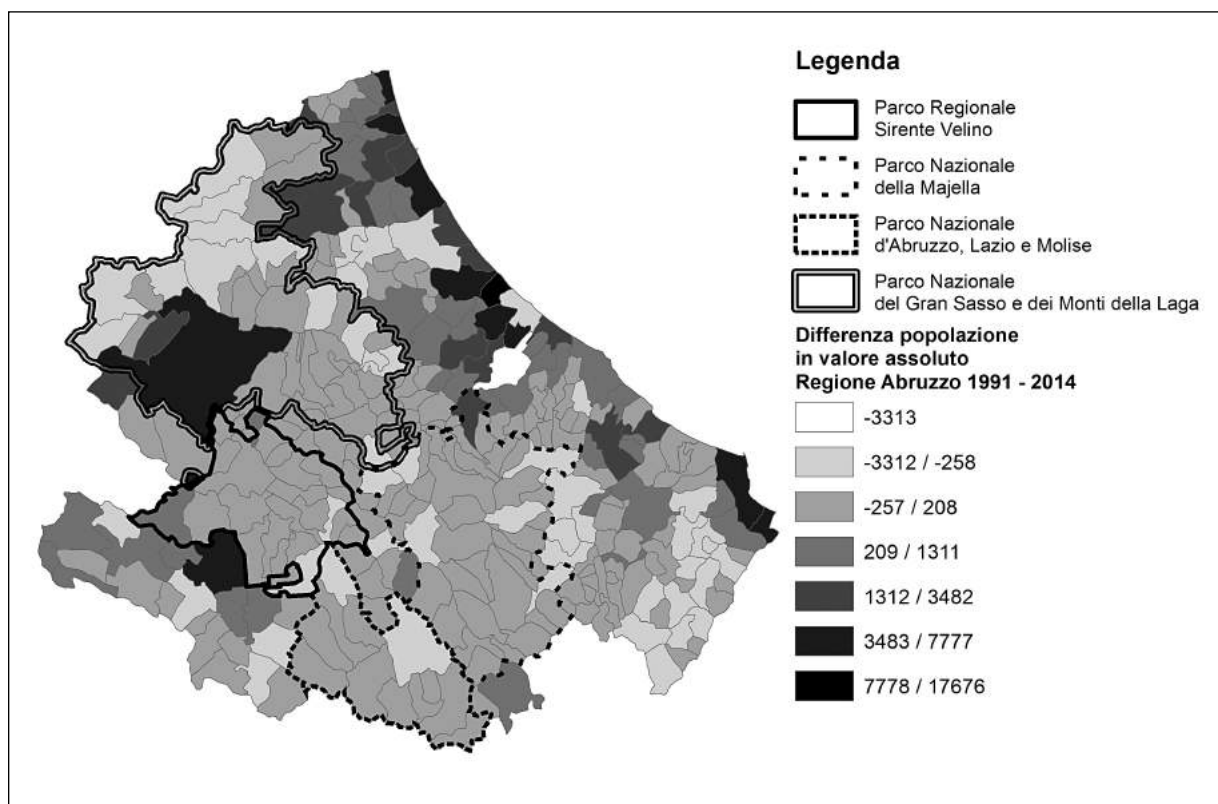 Legenda
Parco Regionale
Sirente Velino
Parco Nazionale
della Majella
Parco Nazionale
d'Abruzzo, Lazio e Molise
Parco Nazionale
del Gran Sasso e dei Monti della Laga
Differenza popolazione
in valore assoluto
Regione Abruzzo 1991 - 2014
-3313
-3312 / -258
-257 / 208
209 / 1311
1312 / 3482
3483 / 7777
7778 / 17676